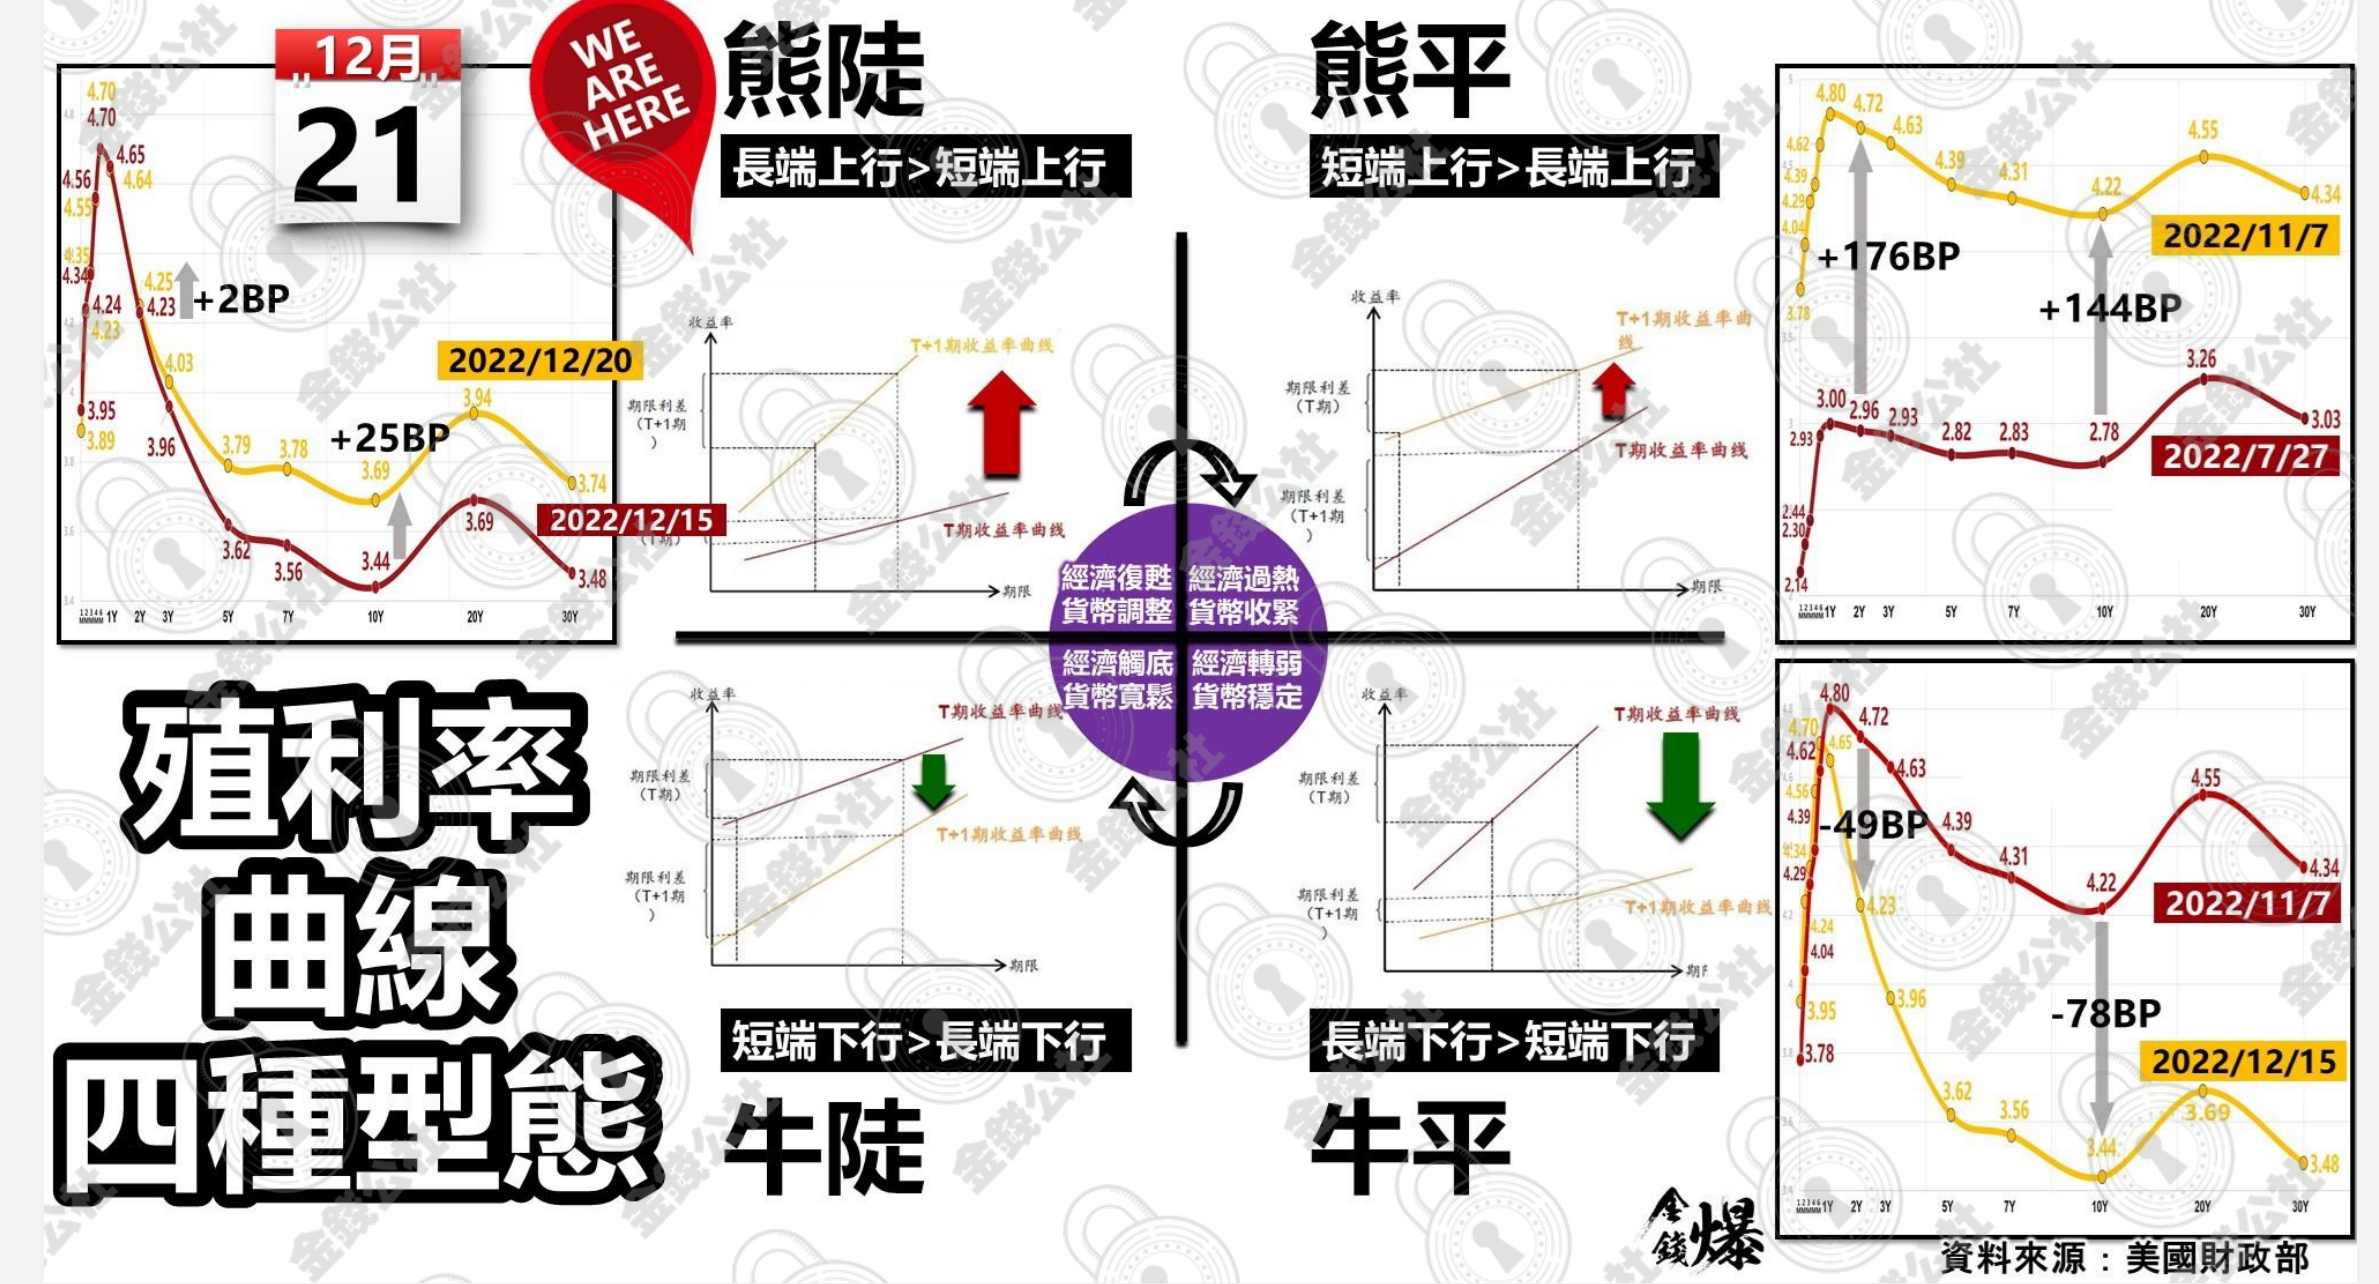 12月
21
WE
ARE
HERE
熊陡
長端上行>短端上行
熊平
短端上行>長端上行
4.70
4.70
4.65
4.64
4.56
4.55
4.35
4.34
4.24
4.23
4.25
4.23
+2BP
4.03
3.96
3.95
3.89
2022/12/20
3.79
3.78
+25BP
3.69
3.94
3.74
2022/12/15
3.62
3.56
3.44
3.69
3.48
1Y
2Y
3Y
5Y
7Y
10Y
20Y
30Y
收益率
T+1期收益率曲线
期限利差
(T+1期
)
T期收益率曲线
(T期)
期限
收益率
T+1期收益率曲
线
期限利差
(T期)
T期收益率曲线
期限利差
(T+1期
)
期限
4.80
4.72
4.63
4.62
4.39
4.29
4.04
3.78
4.39
4.31
4.22
4.55
4.34
2022/11/7
+176BP
+144BP
3.00
2.96
2.93
2.93
2.82
2.83
2.78
3.26
3.03
2022/7/27
2.44
2.30
2.14
1Y
2Y
3Y
5Y
7Y
10Y
20Y
30Y
經濟復甦
貨幣調整
經濟過熱
貨幣收緊
經濟觸底
貨幣寬鬆
經濟轉弱
貨幣穩定
殖利率
曲線
四種型態
收益率
T期收益率曲线
期限利差
(T期)
T+1期收益率曲线
期限利差
(T+1期
)
期限
收益率
T期收益率曲线
期限利差
(T期)
期限利差
(T+1期
)
T+1期收益率曲线
短端下行>長端下行
牛陡
長端下行>短端下行
牛平
4.80
4.72
4.70
4.65
4.62
4.63
4.56
4.39
4.34
4.29
-49BP
4.39
4.31
4.22
4.55
4.34
2022/11/7
4.23
4.24
4.04
3.95
3.96
3.78
-78BP
2022/12/15
3.62
3.56
3.44
3.69
3.48
1Y
2Y
3Y
5Y
7Y
10Y
20Y
30Y
金錢爆
資料來源：美國財政部
金錢公社